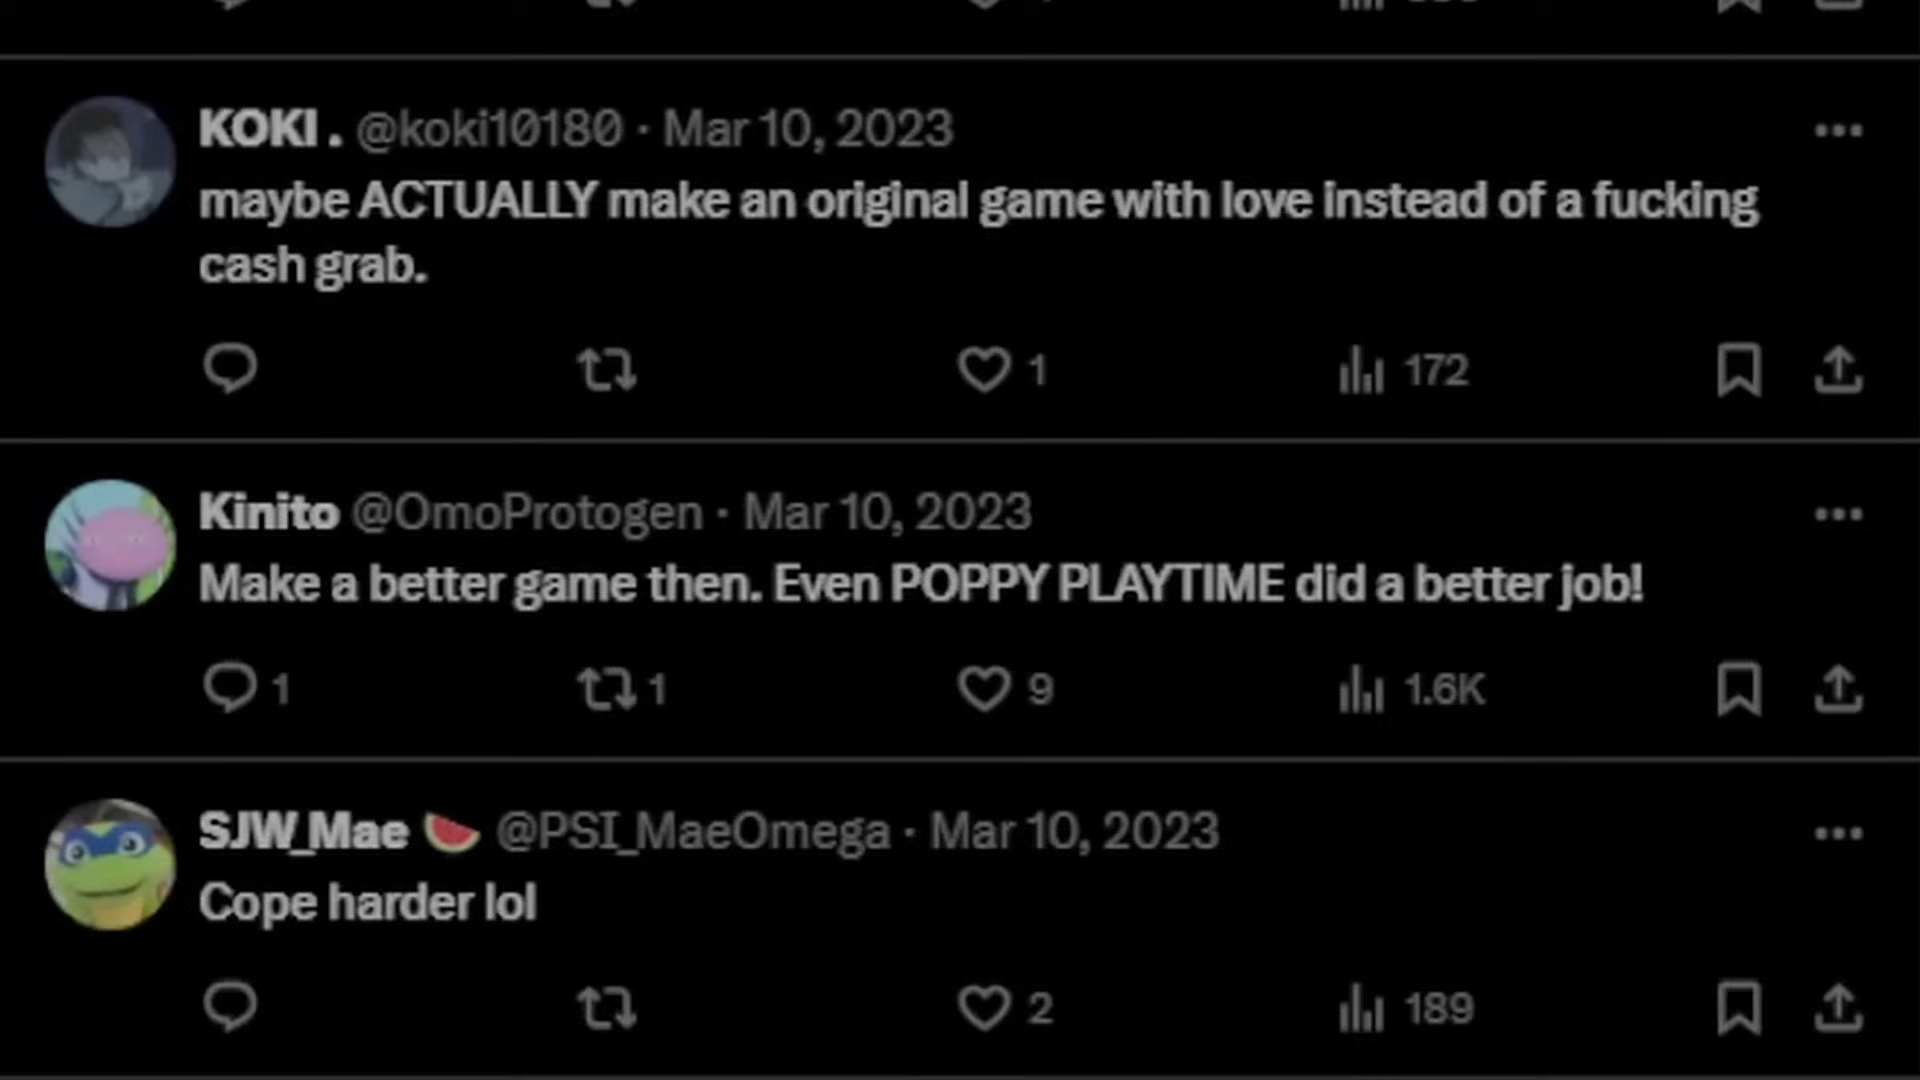 KOKI . @koki10180 · Mar 10, 2023
maybe ACTUALLY make an original game with love instead of a fucking
cash grab.
1 172
Kinito @OmoProtogen · Mar 10, 2023
Make a better game then. Even POPPY PLAYTIME did a better job!
1 1 9 1.6K
SJW_Mae 🍉 @PSI_MaeOmega · Mar 10, 2023
Cope harder lol
2 189